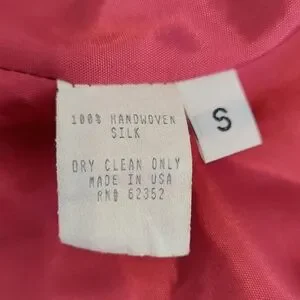 100% HANDWOVEN
SILK
DRY CLEAN ONLY
MADE IN USA
RN# 62352
S